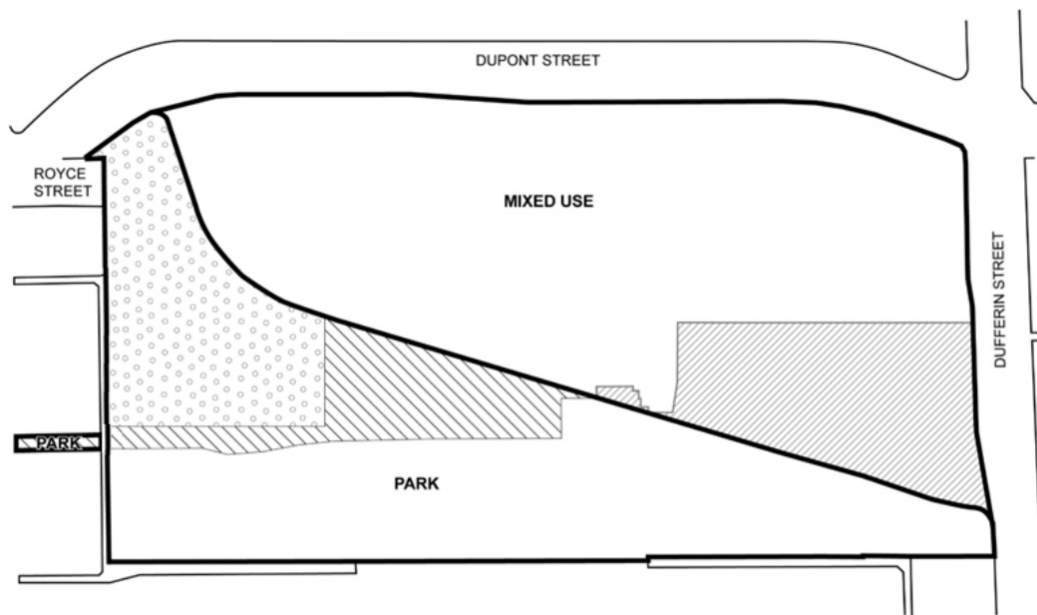 DUPONT STREET
ROYCE
STREET
MIXED USE
DUFFERIN STREET
PARK
PARK